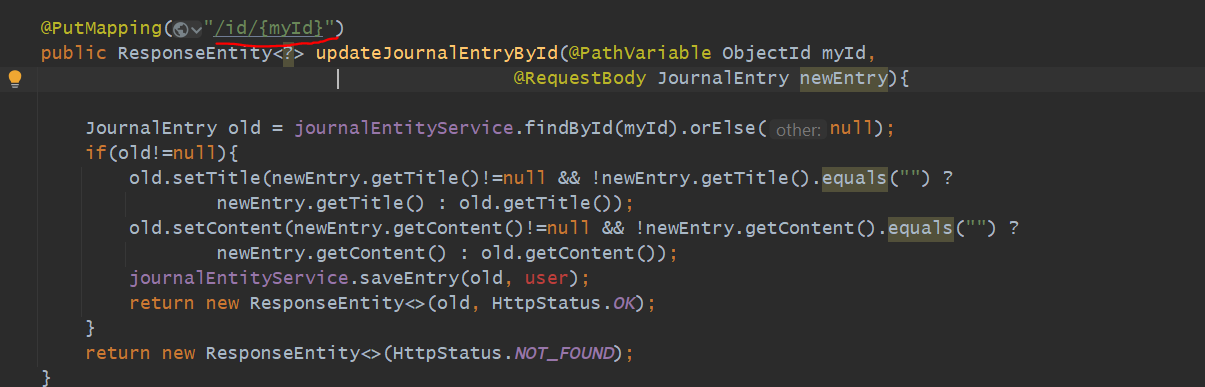 @PutMapping("/id/{myId}")
public ResponseEntity<?> updateJournalEntryById(@PathVariable ObjectId myId,
@RequestBody JournalEntry newEntry){
JournalEntry old = journalEntityService.findById(myId).orElse( other: null);
if(old!=null){
old.setTitle(newEntry.getTitle()!=null && !newEntry.getTitle().equals("") ?
newEntry.getTitle() : old.getTitle());
old.setContent(newEntry.getContent()!=null && !newEntry.getContent().equals("") ?
newEntry.getContent() : old.getContent());
journalEntityService.saveEntry(old, user);
return new ResponseEntity<>(old, HttpStatus.OK);
}
return new ResponseEntity<>(HttpStatus.NOT_FOUND);
}